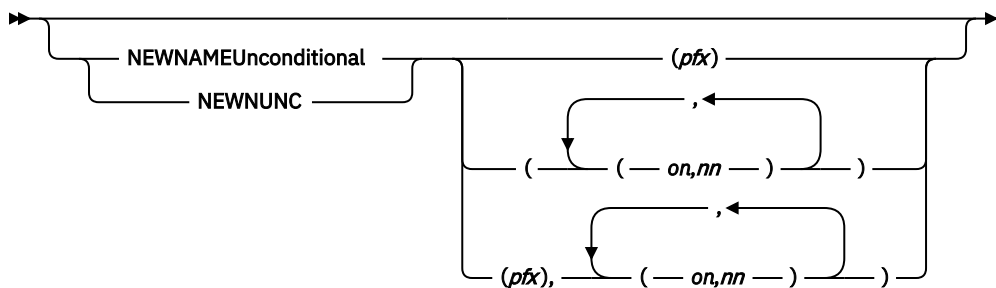 NEWNAMEUnconditional
NEWNUNC
(pfx)
,
( ( on,nn ) )
,
(pfx), ( on,nn ) )